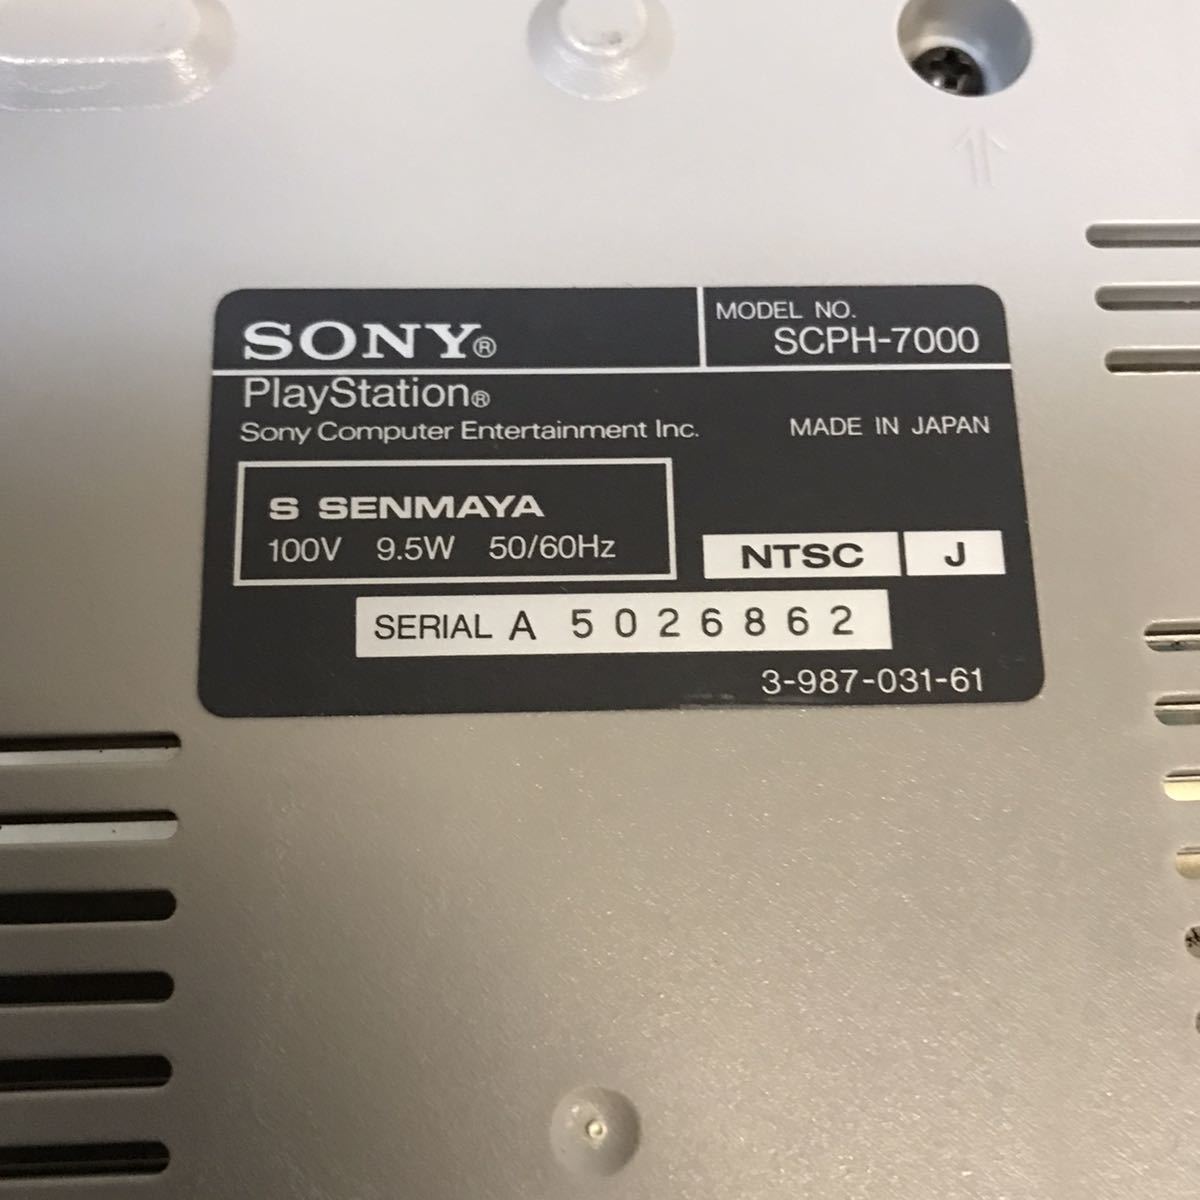 SONY®
MODEL NO.
SCPH-7000
PlayStation®
Sony Computer Entertainment Inc.
MADE IN JAPAN
S SENMAYA
100V 9.5W 50/60Hz
NTSC J
SERIAL A 5026862
3-987-031-61